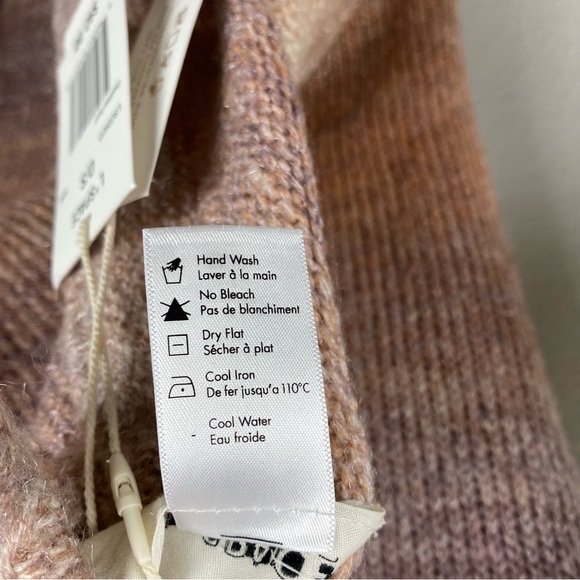 Hand Wash
Laver à la main
No Bleach
Pas de blanchiment
Dry Flat
Sécher à plat
Cool Iron
De fer jusqu'a 110°C
- Cool Water
Eau froide